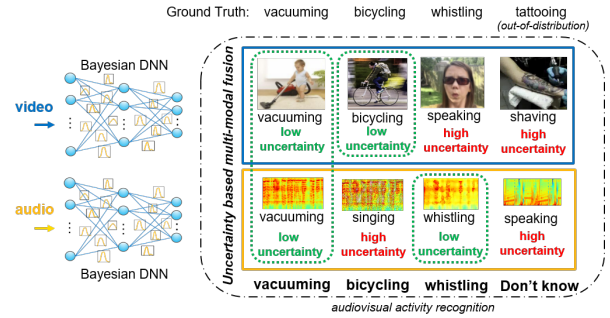 Ground Truth: vacuuming bicycling whistling tattooing
(out-of-distribution)
Bayesian DNN
video
⋮ ⋮ ⋮
audio
⋮ ⋮ ⋮
Bayesian DNN
Uncertainty based multi-modal fusion
vacuuming bicycling speaking shaving
low low high high
uncertainty uncertainty uncertainty uncertainty
vacuuming singing whistling speaking
low high low high
uncertainty uncertainty uncertainty uncertainty
vacuuming bicycling whistling Don't know
audiovisual activity recognition